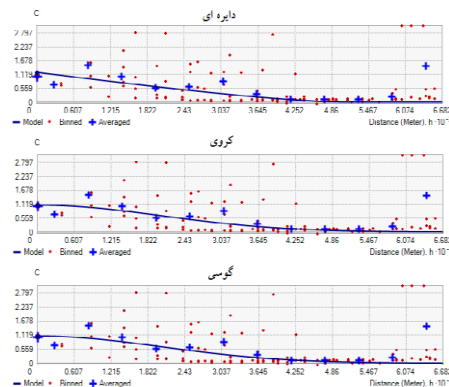 دایره ای
C
2.797
2.237
1.678
1.119
0.559
0
0 0.607 1.215 1.822 2.43 3.037 3.645 4.252 4.86 5.467 6.074 6.682
Model Binned Averaged Distance (Meter), h ·10
کروی
C
2.797
2.237
1.678
1.119
0.559
0
0 0.607 1.215 1.822 2.43 3.037 3.645 4.252 4.86 5.467 6.074 6.682
Model Binned Averaged Distance (Meter), h ·10
گوسی
C
2.797
2.237
1.678
1.119
0.559
0
0 0.607 1.215 1.822 2.43 3.037 3.645 4.252 4.86 5.467 6.074 6.682
Model Binned Averaged Distance (Meter), h ·10